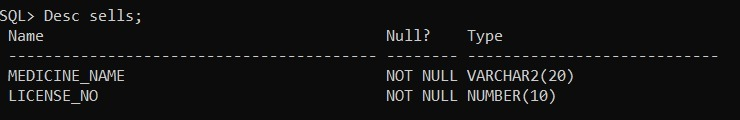 SQL> Desc sells;
Name Null? Type
----------------------------------------- -------- ----------------------------
MEDICINE_NAME NOT NULL VARCHAR2(20)
LICENSE_NO NOT NULL NUMBER(10)